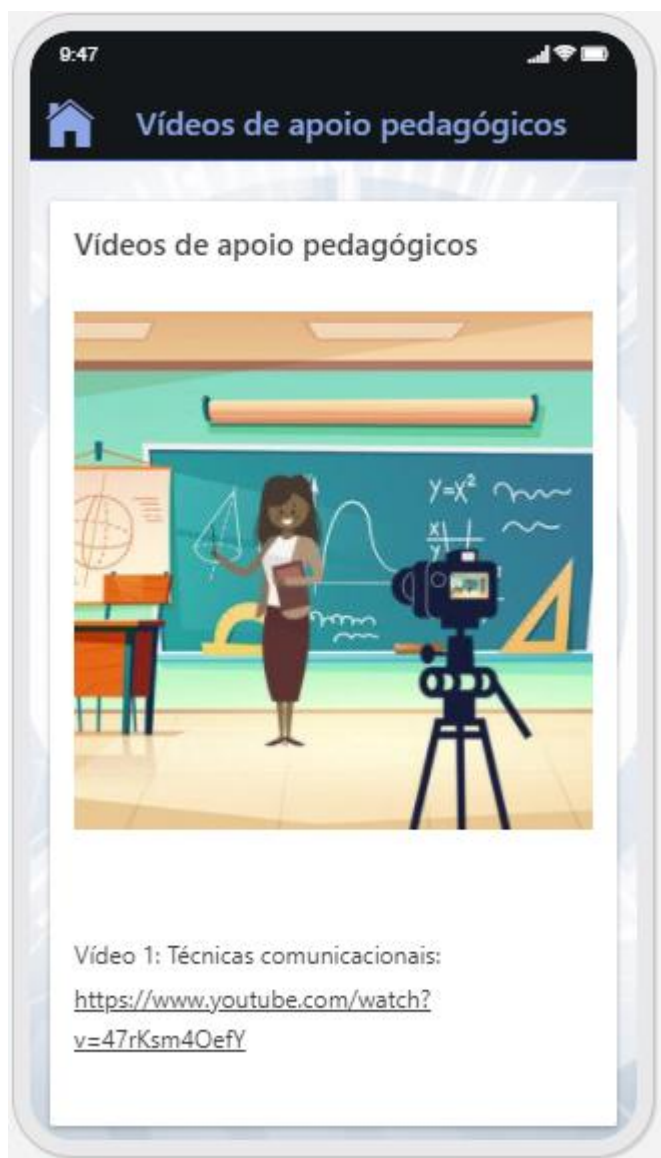 9:47
Vídeos de apoio pedagógicos
Vídeos de apoio pedagógicos
y=x²
x
y
Vídeo 1: Técnicas comunicacionais:
https://www.youtube.com/watch?
v=47rKsm4OefY